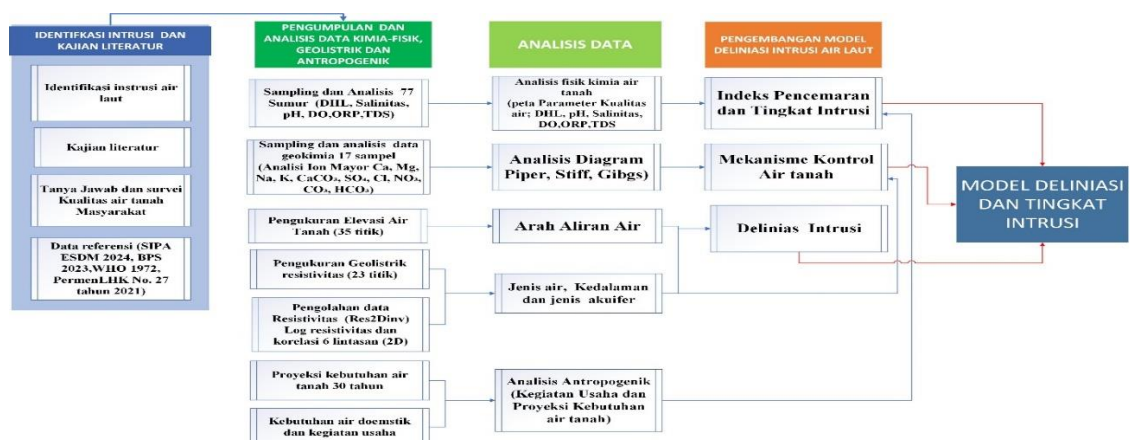 IDENTIFKASI INTRUSI DAN
KAJIAN LITERATUR
Identifikasi instrusi air
laut
Kajian literatur
Tanya Jawab dan survei
Kualitas air tanah
Masyarakat
Data referensi (SIPA
ESDM 2024, BPS
2023,WHO 1972,
PermenLHK No. 27
tahun 2021)
PENGUMPULAN DAN
ANALISIS DATA KIMIA-FISIK,
GEOLISTRIK DAN
ANTROPOGENIK
Sampling dan Analisis 77
Sumur (DHL, Salinitas,
pH, DO,ORP,TDS)
Sampling dan analisis data
geokimia 17 sampel
(Analisi Ion Mayor Ca, Mg,
Na, K, CaCO₃, SO₄, Cl, NO₃,
CO₃, HCO₃)
Pengukuran Elevasi Air
Tanah (35 titik)
Pengukuran Geolistrik
resistivitas (23 titik)
Pengolahan data
Resistivitas (Res2Dinv)
Log resistivitas dan
korelasi 6 lintasan (2D)
Proyeksi kebutuhan air
tanah 30 tahun
Kebutuhan air doemstik
dan kegiatan usaha
ANALISIS DATA
Analisis fisik kimia air
tanah
(peta Parameter Kualitas
air; DHL, pH, Salinitas,
DO,ORP,TDS
Analisis Diagram
Piper, Stiff, Gibgs)
Arah Aliran Air
Jenis air, Kedalaman
dan jenis akuifer
Analisis Antropogenik
(Kegiatan Usaha dan
Proyeksi Kebutuhan
air tanah)
PENGEMBANGAN MODEL
DELINIASI INTRUSI AIR LAUT
Indeks Pencemaran
dan Tingkat Intrusi
Mekanisme Kontrol
Air tanah
Delinias Intrusi
MODEL DELINIASI
DAN TINGKAT
INTRUSI